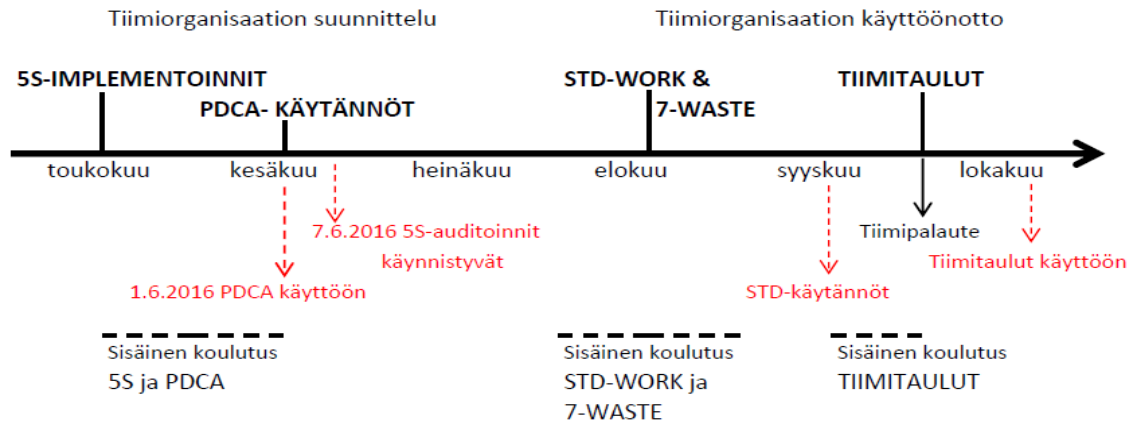 Tiimiorganisaation suunnittelu
Tiimiorganisaation käyttöönotto
5S-IMPLEMENTOINNIT
PDCA- KÄYTÄNNÖT
STD-WORK &
7-WASTE
TIIMITAULUT
toukokuu
kesäkuu
heinäkuu
elokuu
syyskuu
lokakuu
7.6.2016 5S-auditoinnit
käynnistyvät
1.6.2016 PDCA käyttöön
Tiimipalaute
Tiimitaulut käyttöön
STD-käytännöt
Sisäinen koulutus
5S ja PDCA
Sisäinen koulutus
STD-WORK ja
7-WASTE
Sisäinen koulutus
TIIMITAULUT